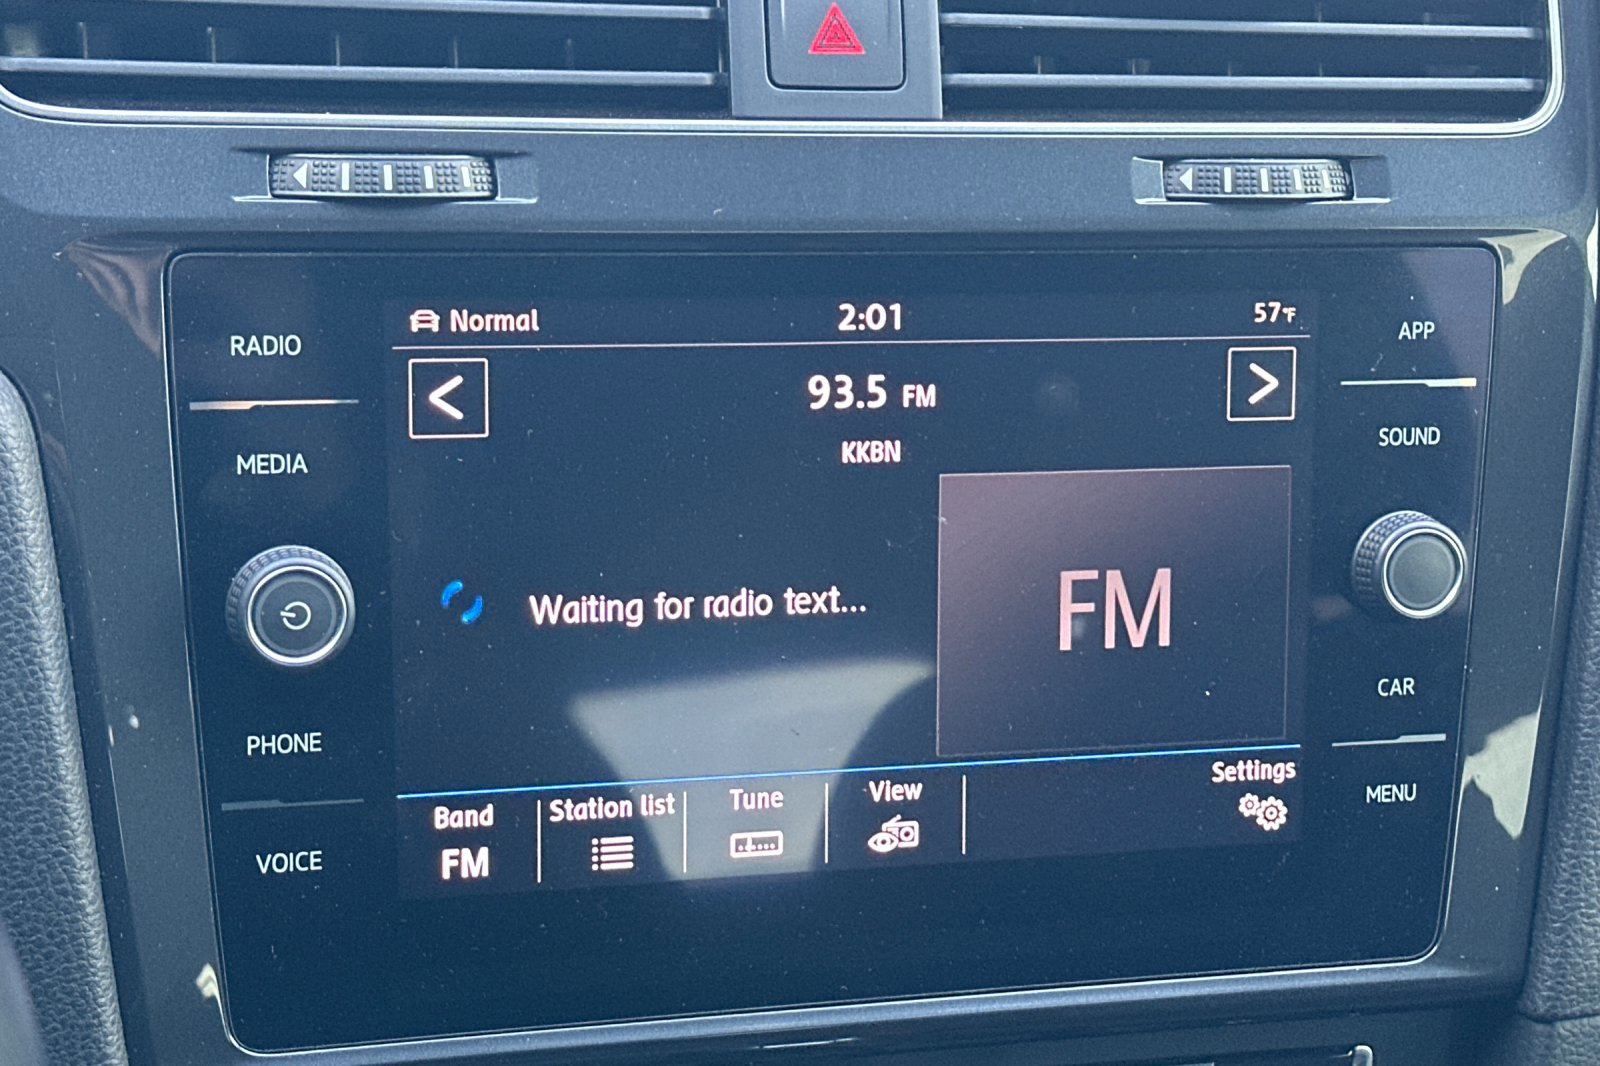 Normal 2:01 57°F
< 93.5 FM >
KKBN
Waiting for radio text...
FM
Band Station list Tune View Settings
FM
RADIO
MEDIA
PHONE
VOICE
APP
SOUND
CAR
MENU